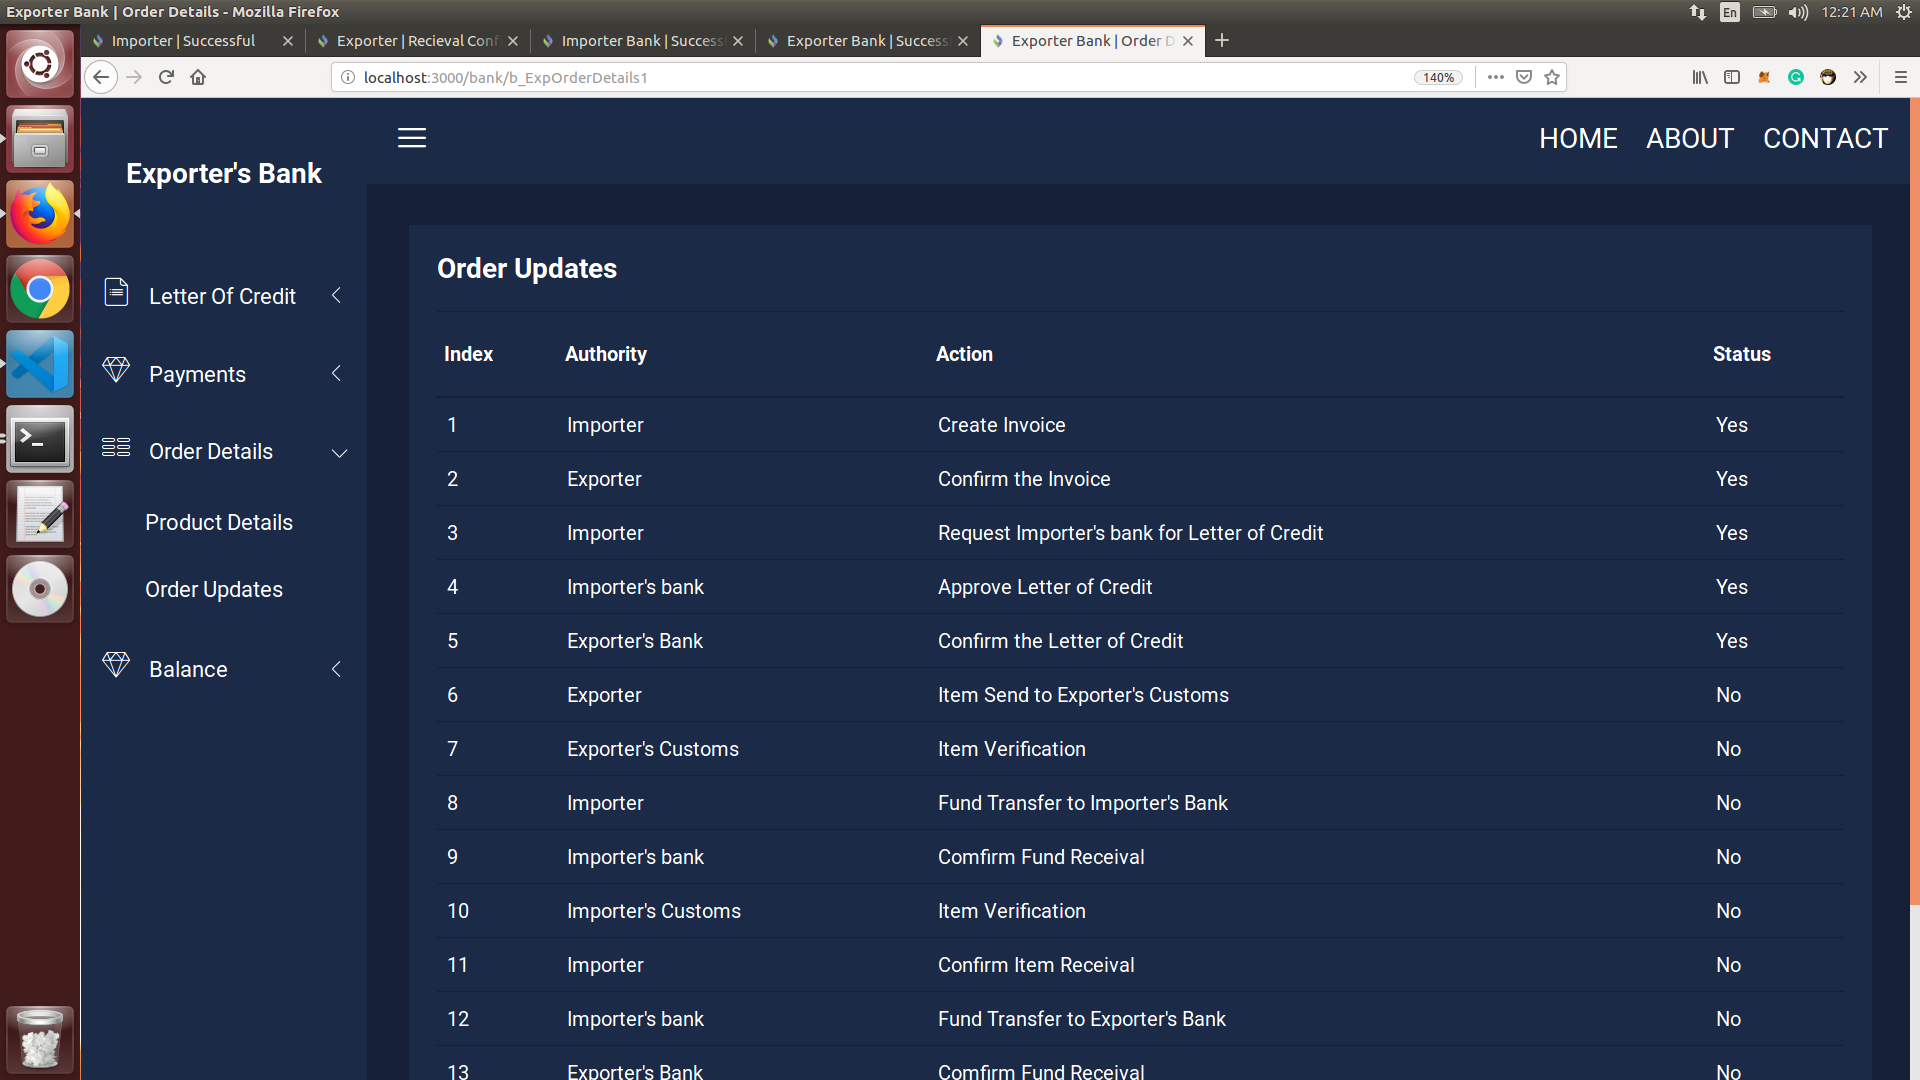 Exporter Bank | Order Details - Mozilla Firefox
En
12:21 AM
Importer | Successful
Exporter | Recieval Conf
Importer Bank | Success
Exporter Bank | Success
Exporter Bank | Order D
localhost:3000/bank/b_ExpOrderDetails1
140%
Exporter's Bank
HOME ABOUT CONTACT
Letter Of Credit
Payments
Order Details
Product Details
Order Updates
Balance
Order Updates
Index Authority Action Status
1 Importer Create Invoice Yes
2 Exporter Confirm the Invoice Yes
3 Importer Request Importer's bank for Letter of Credit Yes
4 Importer's bank Approve Letter of Credit Yes
5 Exporter's Bank Confirm the Letter of Credit Yes
6 Exporter Item Send to Exporter's Customs No
7 Exporter's Customs Item Verification No
8 Importer Fund Transfer to Importer's Bank No
9 Importer's bank Comfirm Fund Receival No
10 Importer's Customs Item Verification No
11 Importer Confirm Item Receival No
12 Importer's bank Fund Transfer to Exporter's Bank No
13 Exporter's Bank Comfirm Fund Receival No